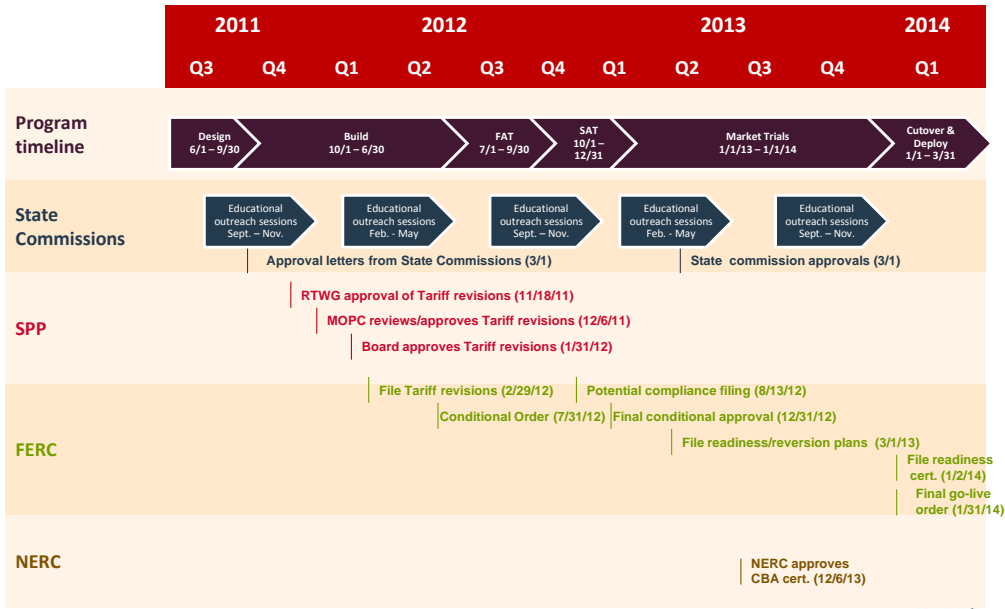 2011 2012 2013 2014
Q3 Q4 Q1 Q2 Q3 Q4 Q1 Q2 Q3 Q4 Q1
Program
timeline
Design
6/1 – 9/30
Build
10/1 – 6/30
FAT
7/1 – 9/30
SAT
10/1 –
12/31
Market Trials
1/1/13 – 1/1/14
Cutover &
Deploy
1/1 – 3/31
State
Commissions
Educational
outreach sessions
Sept. – Nov.
Educational
outreach sessions
Feb. - May
Educational
outreach sessions
Sept. – Nov.
Educational
outreach sessions
Feb. - May
Educational
outreach sessions
Sept. – Nov.
Approval letters from State Commissions (3/1)
State commission approvals (3/1)
SPP
RTWG approval of Tariff revisions (11/18/11)
MOPC reviews/approves Tariff revisions (12/6/11)
Board approves Tariff revisions (1/31/12)
FERC
File Tariff revisions (2/29/12)
Potential compliance filing (8/13/12)
Conditional Order (7/31/12)
Final conditional approval (12/31/12)
File readiness/reversion plans (3/1/13)
File readiness
cert. (1/2/14)
Final go-live
order (1/31/14)
NERC
NERC approves
CBA cert. (12/6/13)